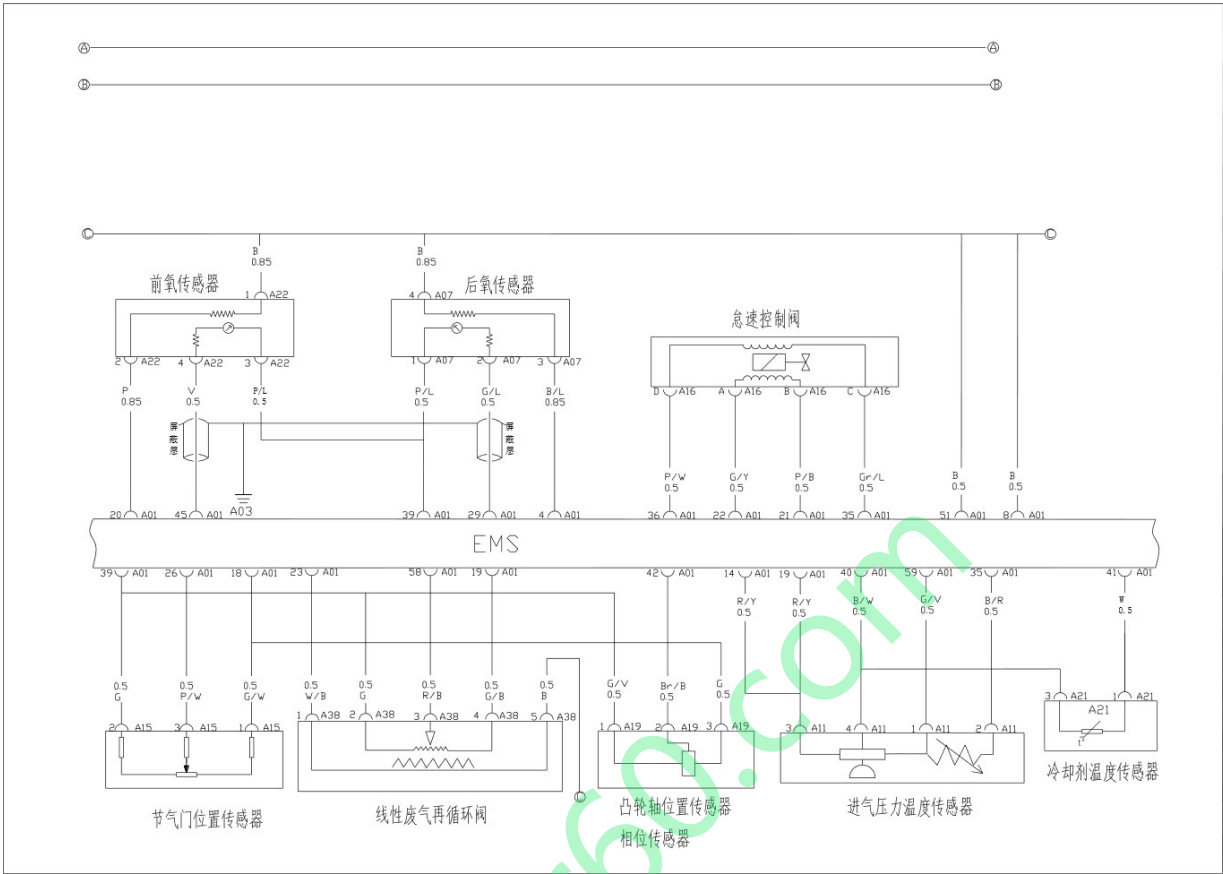 A A
B B
C C
B B
0.85 0.85
前氧传感器 后氧传感器
1 A22 4 A07
怠速控制阀
2 A22 4 A22 3 A22 1 A07 2 A07 3 A07
P V P/L P/L G/L B/L
0.85 0.5 0.5 0.5 0.5 0.85
D A16 A A16 B A16 C A16
屏蔽层 屏蔽层
P/W G/Y P/B Gr/L B B
0.5 0.5 0.5 0.5 0.5 0.5
A03
20 A01 45 A01 39 A01 29 A01 4 A01 36 A01 22 A01 21 A01 35 A01 51 A01 8 A01
EMS
39 A01 26 A01 18 A01 23 A01 58 A01 19 A01 42 A01 14 A01 19 A01 40 A01 59 A01 35 A01 41 A01
R/Y R/Y B/W G/V B/R W
0.5 0.5 0.5 0.5 0.5 0.5
0.5 0.5 0.5 0.5 0.5 0.5 0.5 0.5 G/V Br/B G
G P/W G/W W/B G R/B G/B B 0.5 0.5 0.5
3 A21 1 A21
A21
t°
2 A15 3 A15 1 A15 1 A38 2 A38 3 A38 4 A38 5 A38 1 A19 2 A19 3 A19 3 A11 4 A11 1 A11 2 A11
冷却剂温度传感器
C
节气门位置传感器 线性废气再循环阀 凸轮轴位置传感器 进气压力温度传感器
相位传感器
r60.com